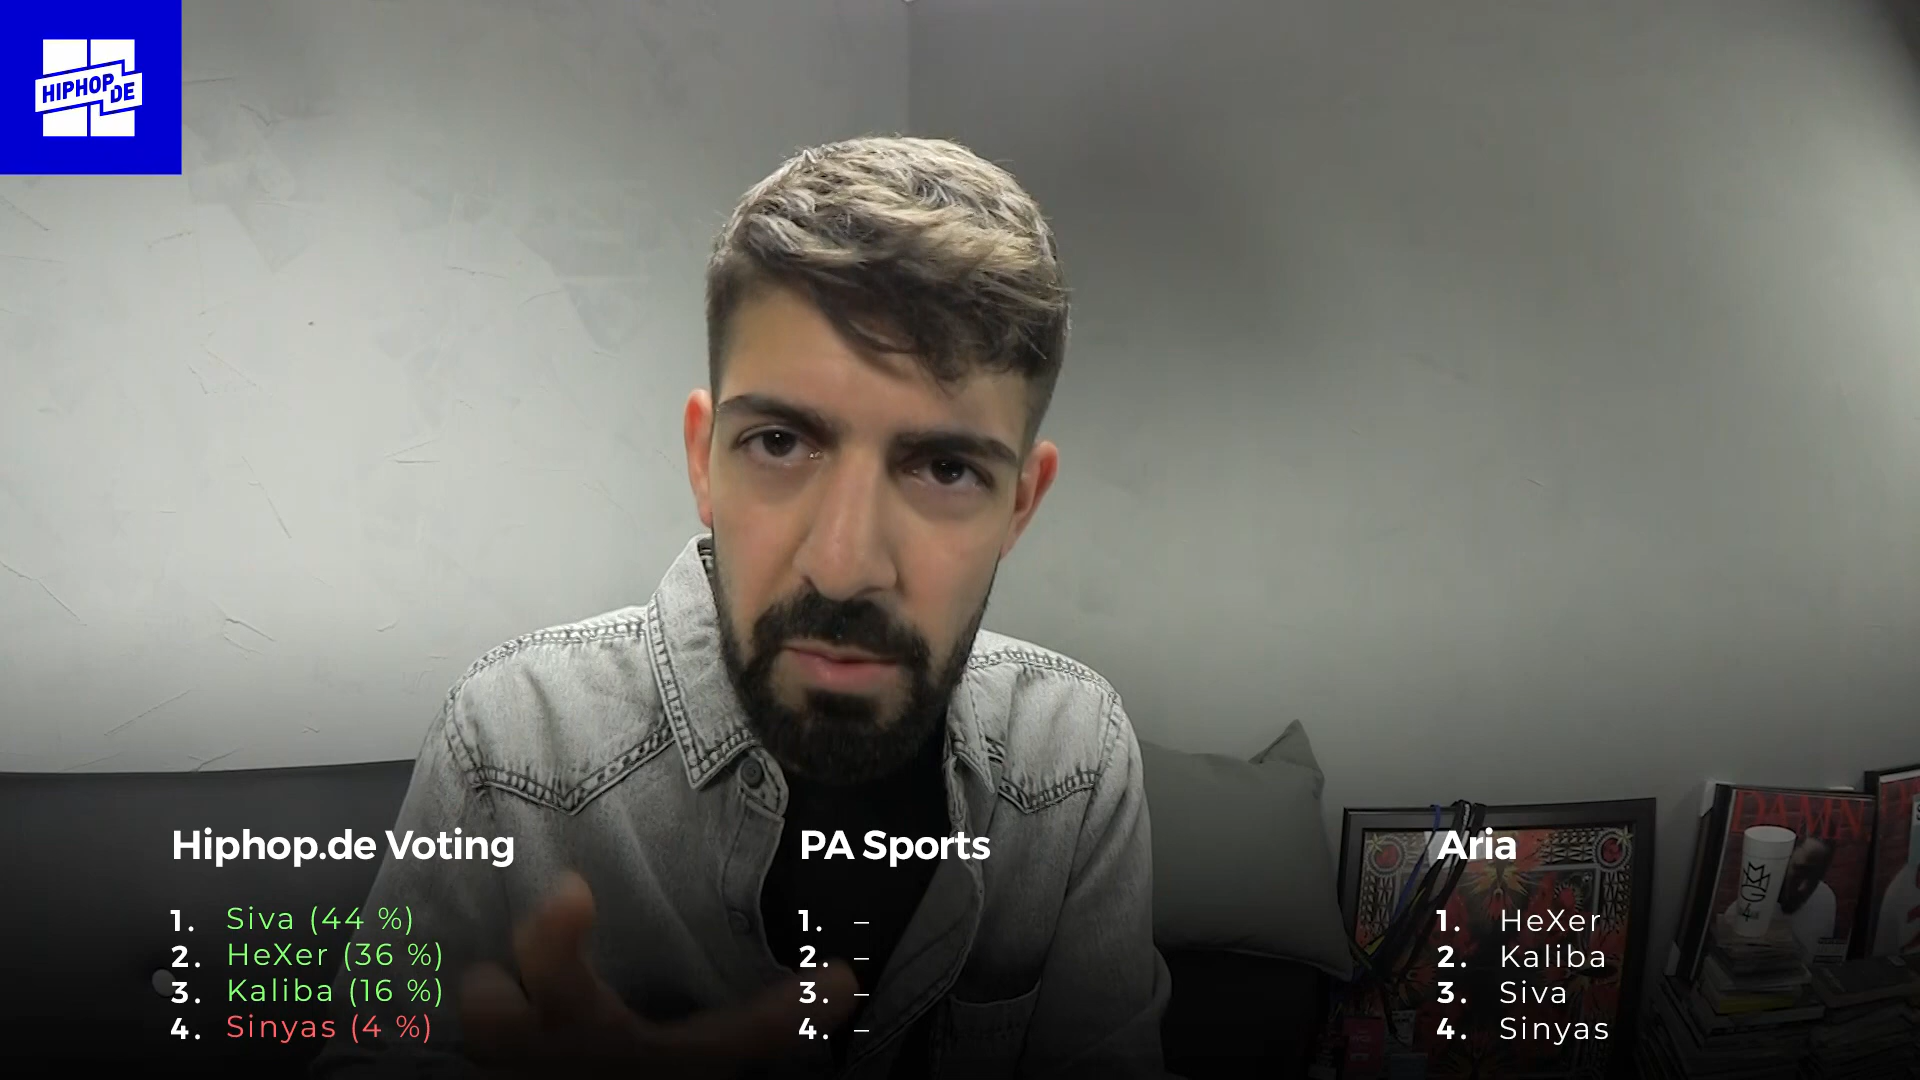 HIPHOP.DE
Hiphop.de Voting
1. Siva (44 %)
2. HeXer (36 %)
3. Kaliba (16 %)
4. Sinyas (4 %)
PA Sports
1. –
2. –
3. –
4. –
Aria
1. HeXer
2. Kaliba
3. Siva
4. Sinyas
DAMN.